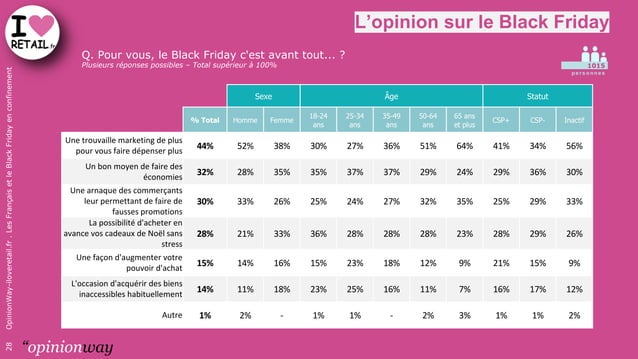 I ♥
RETAIL.fr
L'opinion sur le Black Friday
Q. Pour vous, le Black Friday c'est avant tout... ?
Plusieurs réponses possibles – Total supérieur à 100%
1015
personnes
Sexe Âge Statut
% Total Homme Femme 18-24 ans 25-34 ans 35-49 ans 50-64 ans 65 ans et plus CSP+ CSP- Inactif
Une trouvaille marketing de plus
pour vous faire dépenser plus 44% 52% 38% 30% 27% 36% 51% 64% 41% 34% 56%
Un bon moyen de faire des
économies 32% 28% 35% 35% 37% 37% 29% 24% 29% 36% 30%
Une arnaque des commerçants
leur permettant de faire de
fausses promotions 30% 33% 26% 25% 24% 27% 32% 35% 25% 29% 33%
La possibilité d'acheter en
avance vos cadeaux de Noël sans
stress 28% 21% 33% 36% 28% 28% 28% 23% 28% 29% 26%
Une façon d'augmenter votre
pouvoir d'achat 15% 14% 16% 15% 23% 18% 12% 9% 21% 15% 9%
L'occasion d'acquérir des biens
inaccessibles habituellement 14% 11% 18% 23% 25% 16% 11% 7% 16% 17% 12%
Autre 1% 2% - 1% 1% - 2% 3% 1% 1% 2%
28 OpinionWay-iloveretail.fr . Les Français et le Black Friday en confinement
“opinionway